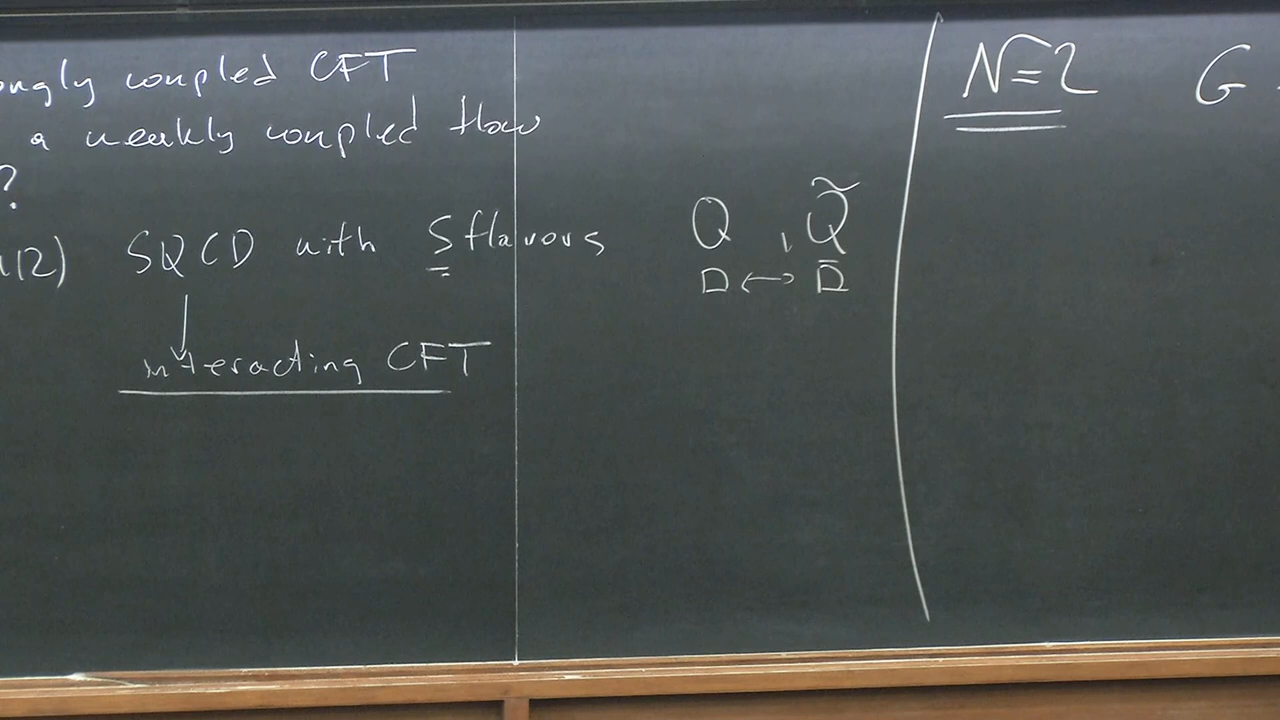 ongly coupled CFT
a weakly coupled flow
?
U(2) SQCD with 5 flavors
interacting CFT
Q , Q̃
□ ↔ □̄
N=2 G